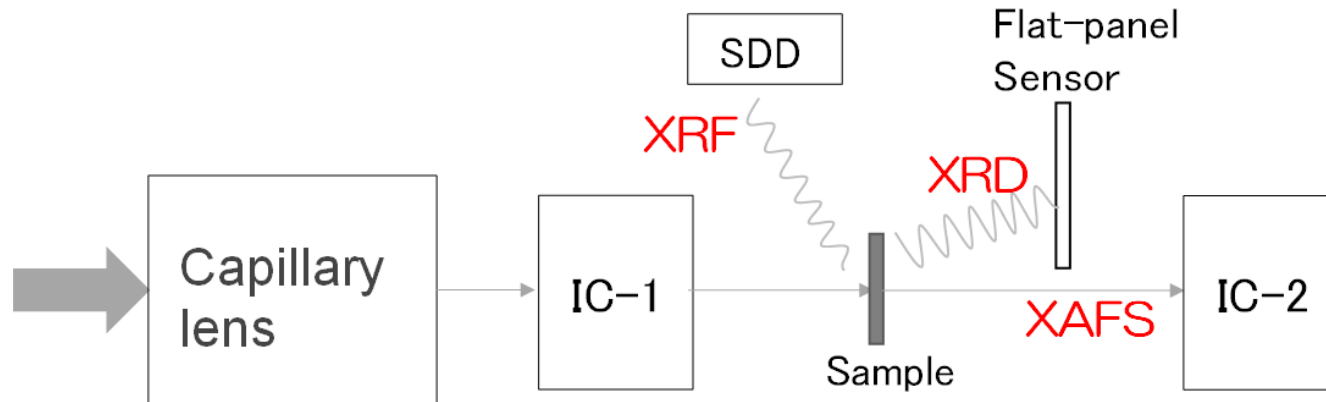 SDD
Flat-panel
Sensor
XRF
XRD
Capillary
lens
IC-1
IC-2
XAFS
Sample